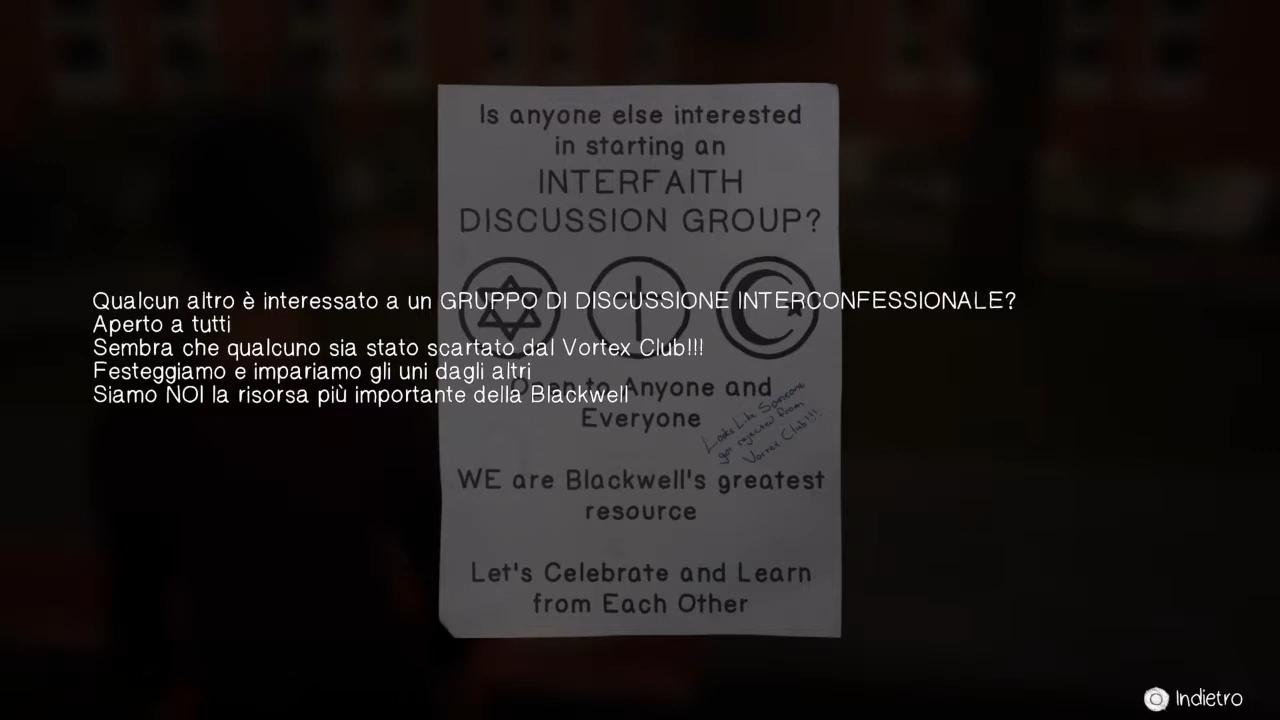 Is anyone else interested
in starting an
INTERFAITH
DISCUSSION GROUP?
Qualcun altro è interessato a un GRUPPO DI DISCUSSIONE INTERCONFESSIONALE?
Aperto a tutti
Sembra che qualcuno sia stato scartato dal Vortex Club!!!
Festeggiamo e impariamo gli uni dagli altri
Siamo NOI la risorsa più importante della Blackwell
Open to Anyone and
Everyone
Looks Like Someone
got rejected from
Vortex Club!!!
WE are Blackwell's greatest
resource
Let's Celebrate and Learn
from Each Other
Indietro